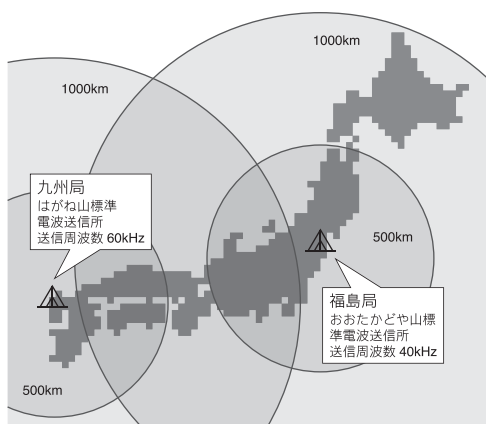 1000km
1000km
九州局
はがね山標準
電波送信所
送信周波数 60kHz
500km
福島局
おおたかどや山標
準電波送信所
送信周波数 40kHz
500km